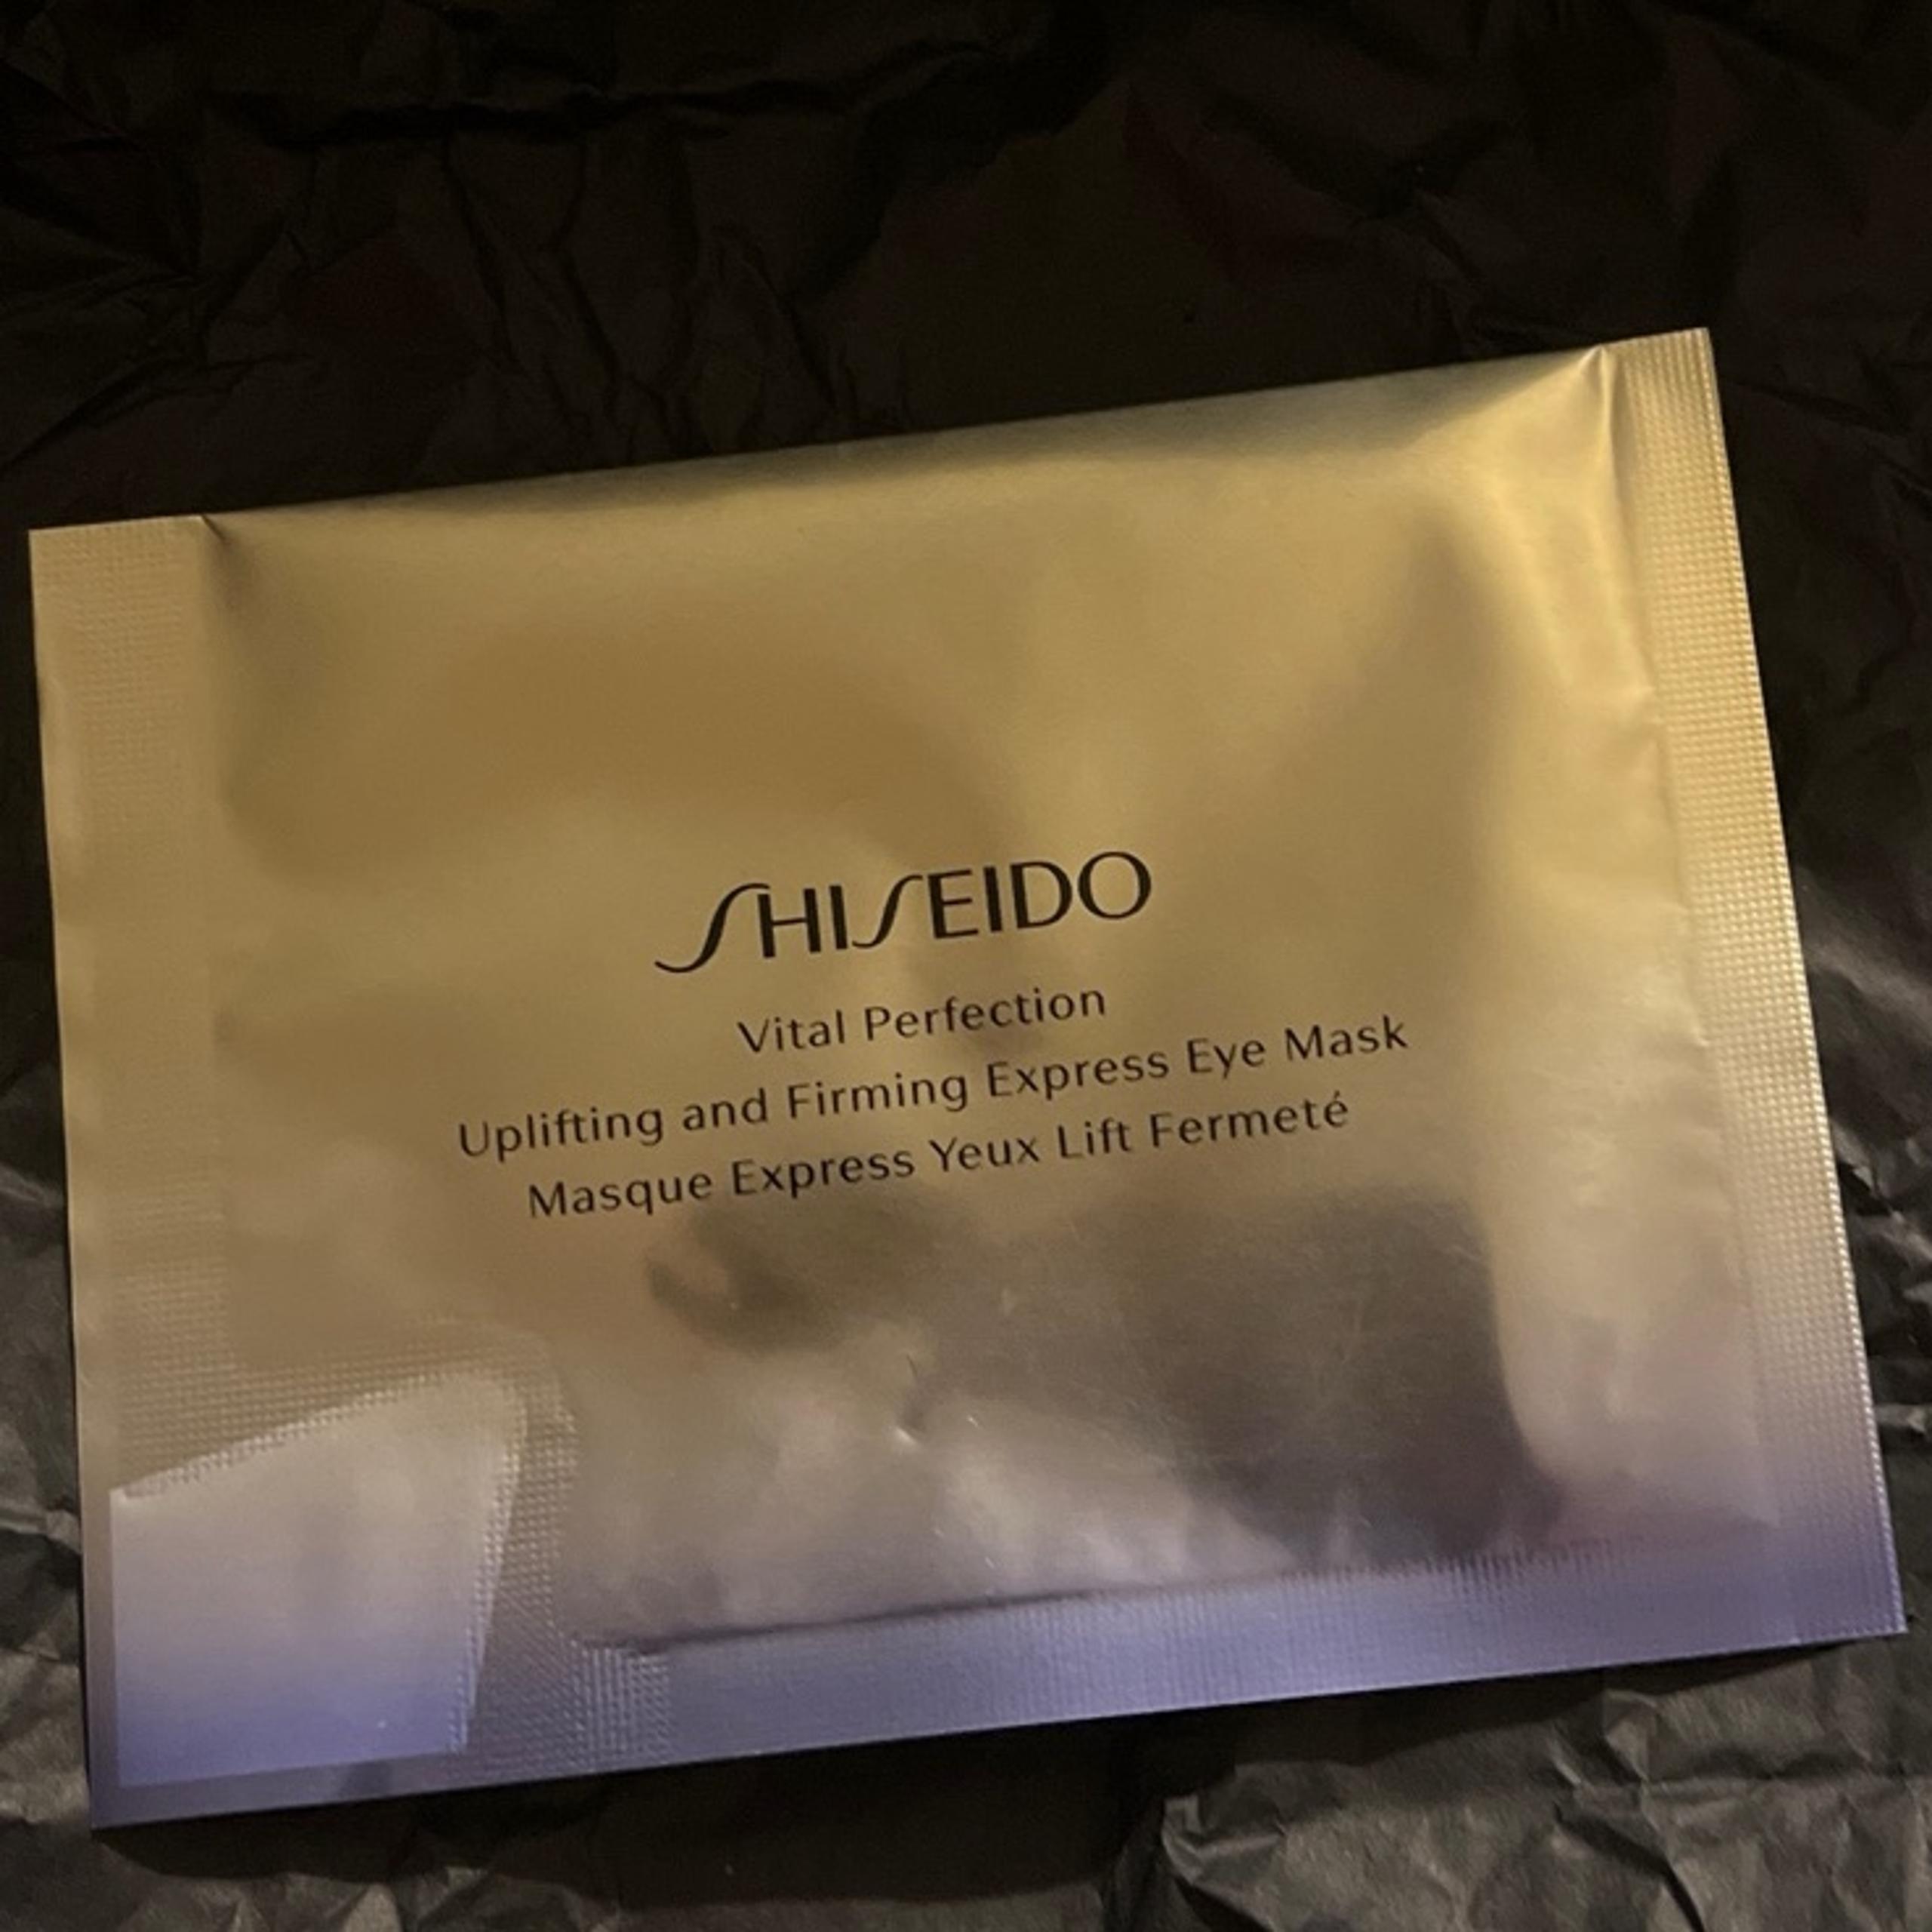 SHISEIDO
Vital Perfection
Uplifting and Firming Express Eye Mask
Masque Express Yeux Lift Fermeté